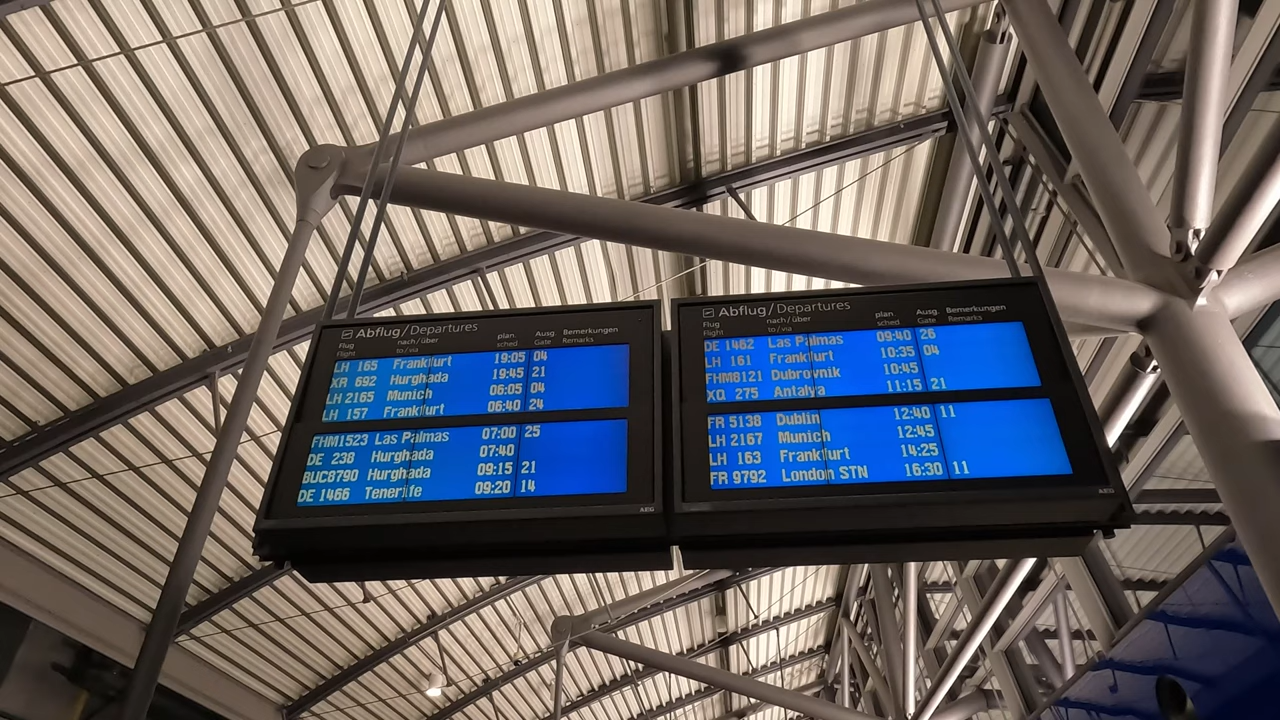 Abflug/Departures
Flug nach/über plan. Ausg. Bemerkungen
Flight to/via sched Gate Remarks
LH 165 Frankfurt 19:05 04
XR 692 Hurghada 19:45 21
LH 2165 Munich 06:05 04
LH 157 Frankfurt 06:40 24
FHM1523 Las Palmas 07:00 25
DE 238 Hurghada 07:40
BUC8790 Hurghada 09:15 21
DE 1466 Tenerife 09:20 14
AEG
Abflug/Departures
Flug nach/über plan. Ausg. Bemerkungen
Flight to/via sched Gate Remarks
DE 1462 Las Palmas 09:40 26
LH 161 Frankfurt 10:35 04
FHM6121 Dubrovnik 10:45
XQ 275 Antalya 11:15 21
FR 5138 Dublin 12:40 11
LH 2167 Munich 12:45
LH 163 Frankfurt 14:25
FR 9792 London STN 16:30 11
AEG